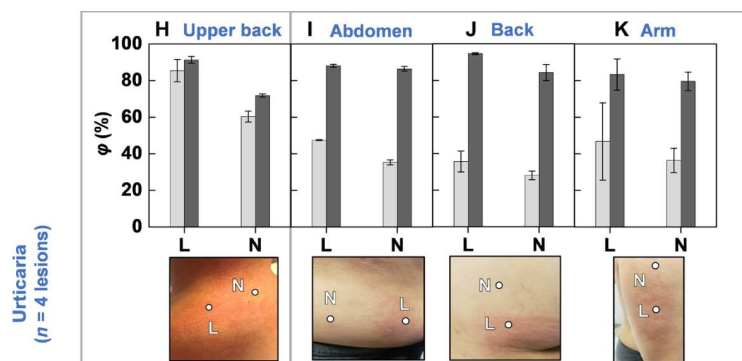 H Upper back I Abdomen J Back K Arm
φ (%)
100
80
60
40
20
0
L N L N L N L N
Urticaria
(n = 4 lesions)
N
L
N
L
N
L
N
L